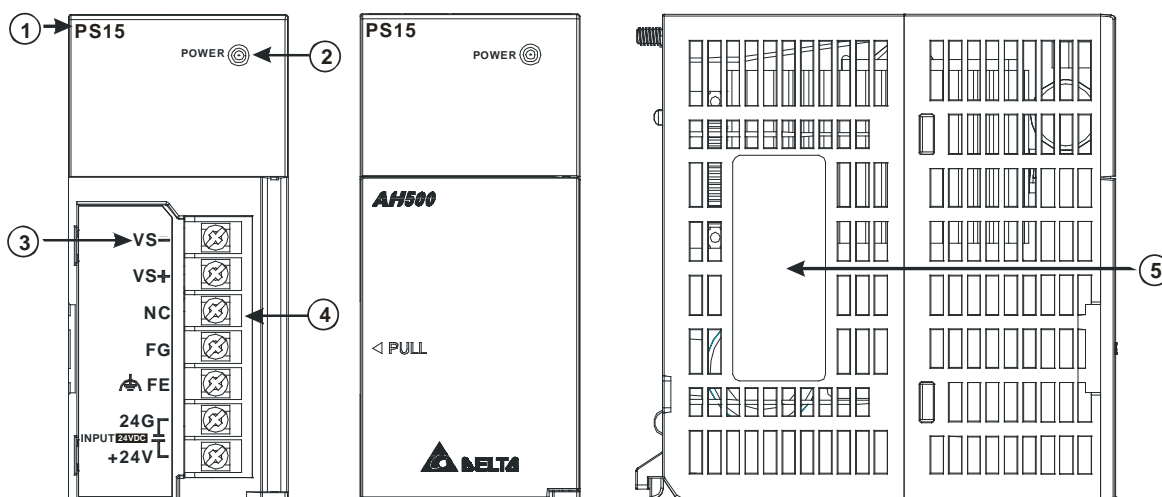 1
PS15
POWER
2
3
VS−
VS+
NC
4
FG
FE
24G
INPUT 24VDC
+24V
PS15
POWER
AH500
◁ PULL
DELTA
5